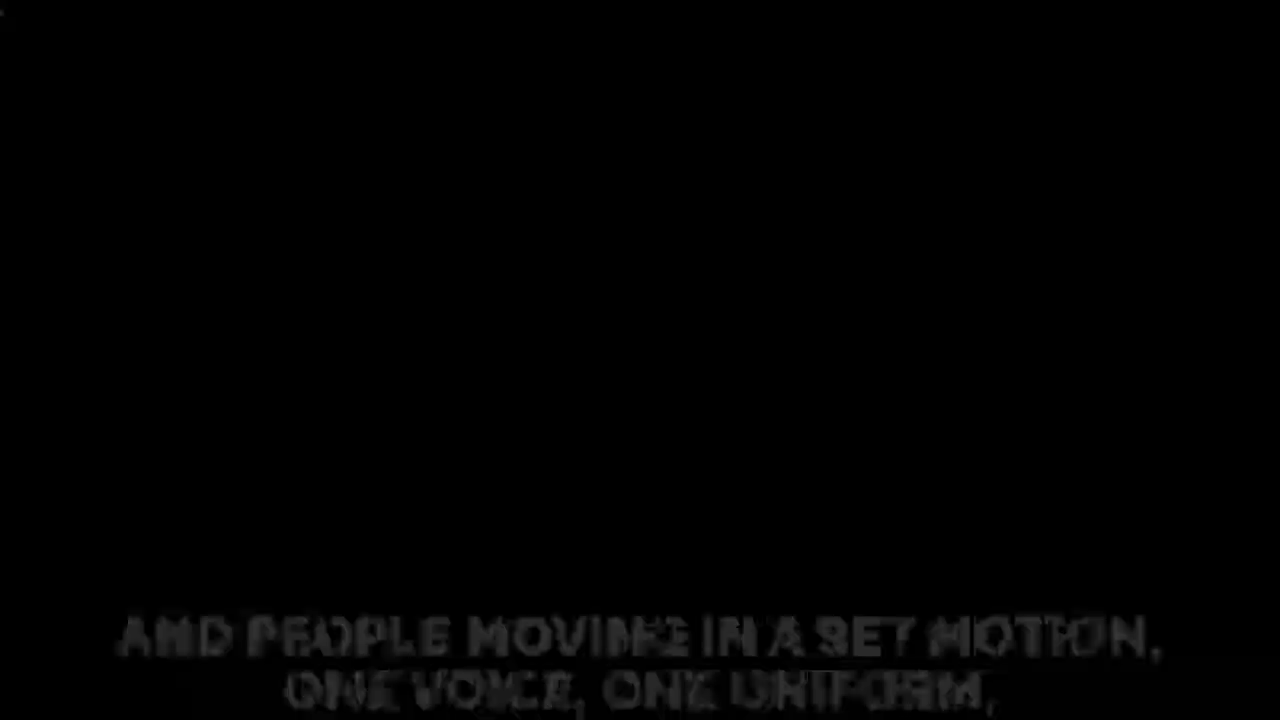 AND PEOPLE MOVING IN A SET MOTION,
ONE VOICE, ONE UNIFORM,